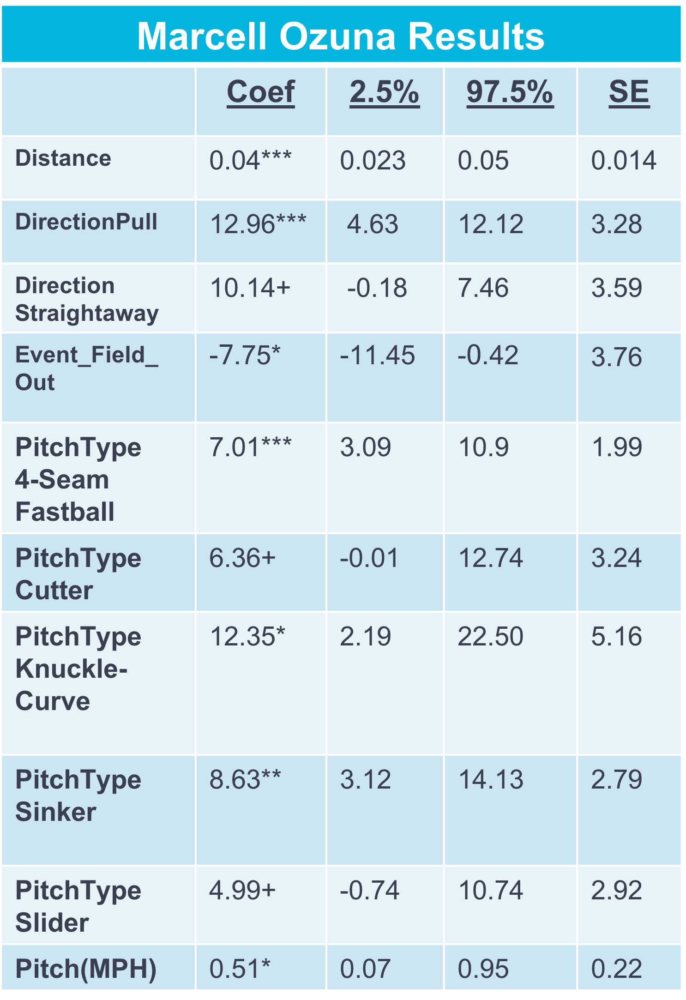 Marcell Ozuna Results
Coef 2.5% 97.5% SE
Distance 0.04*** 0.023 0.05 0.014
DirectionPull 12.96*** 4.63 12.12 3.28
Direction 10.14+ -0.18 7.46 3.59
Straightaway
Event_Field_ -7.75* -11.45 -0.42 3.76
Out
PitchType 7.01*** 3.09 10.9 1.99
4-Seam
Fastball
PitchType 6.36+ -0.01 12.74 3.24
Cutter
PitchType 12.35* 2.19 22.50 5.16
Knuckle-
Curve
PitchType 8.63** 3.12 14.13 2.79
Sinker
PitchType 4.99+ -0.74 10.74 2.92
Slider
Pitch(MPH) 0.51* 0.07 0.95 0.22